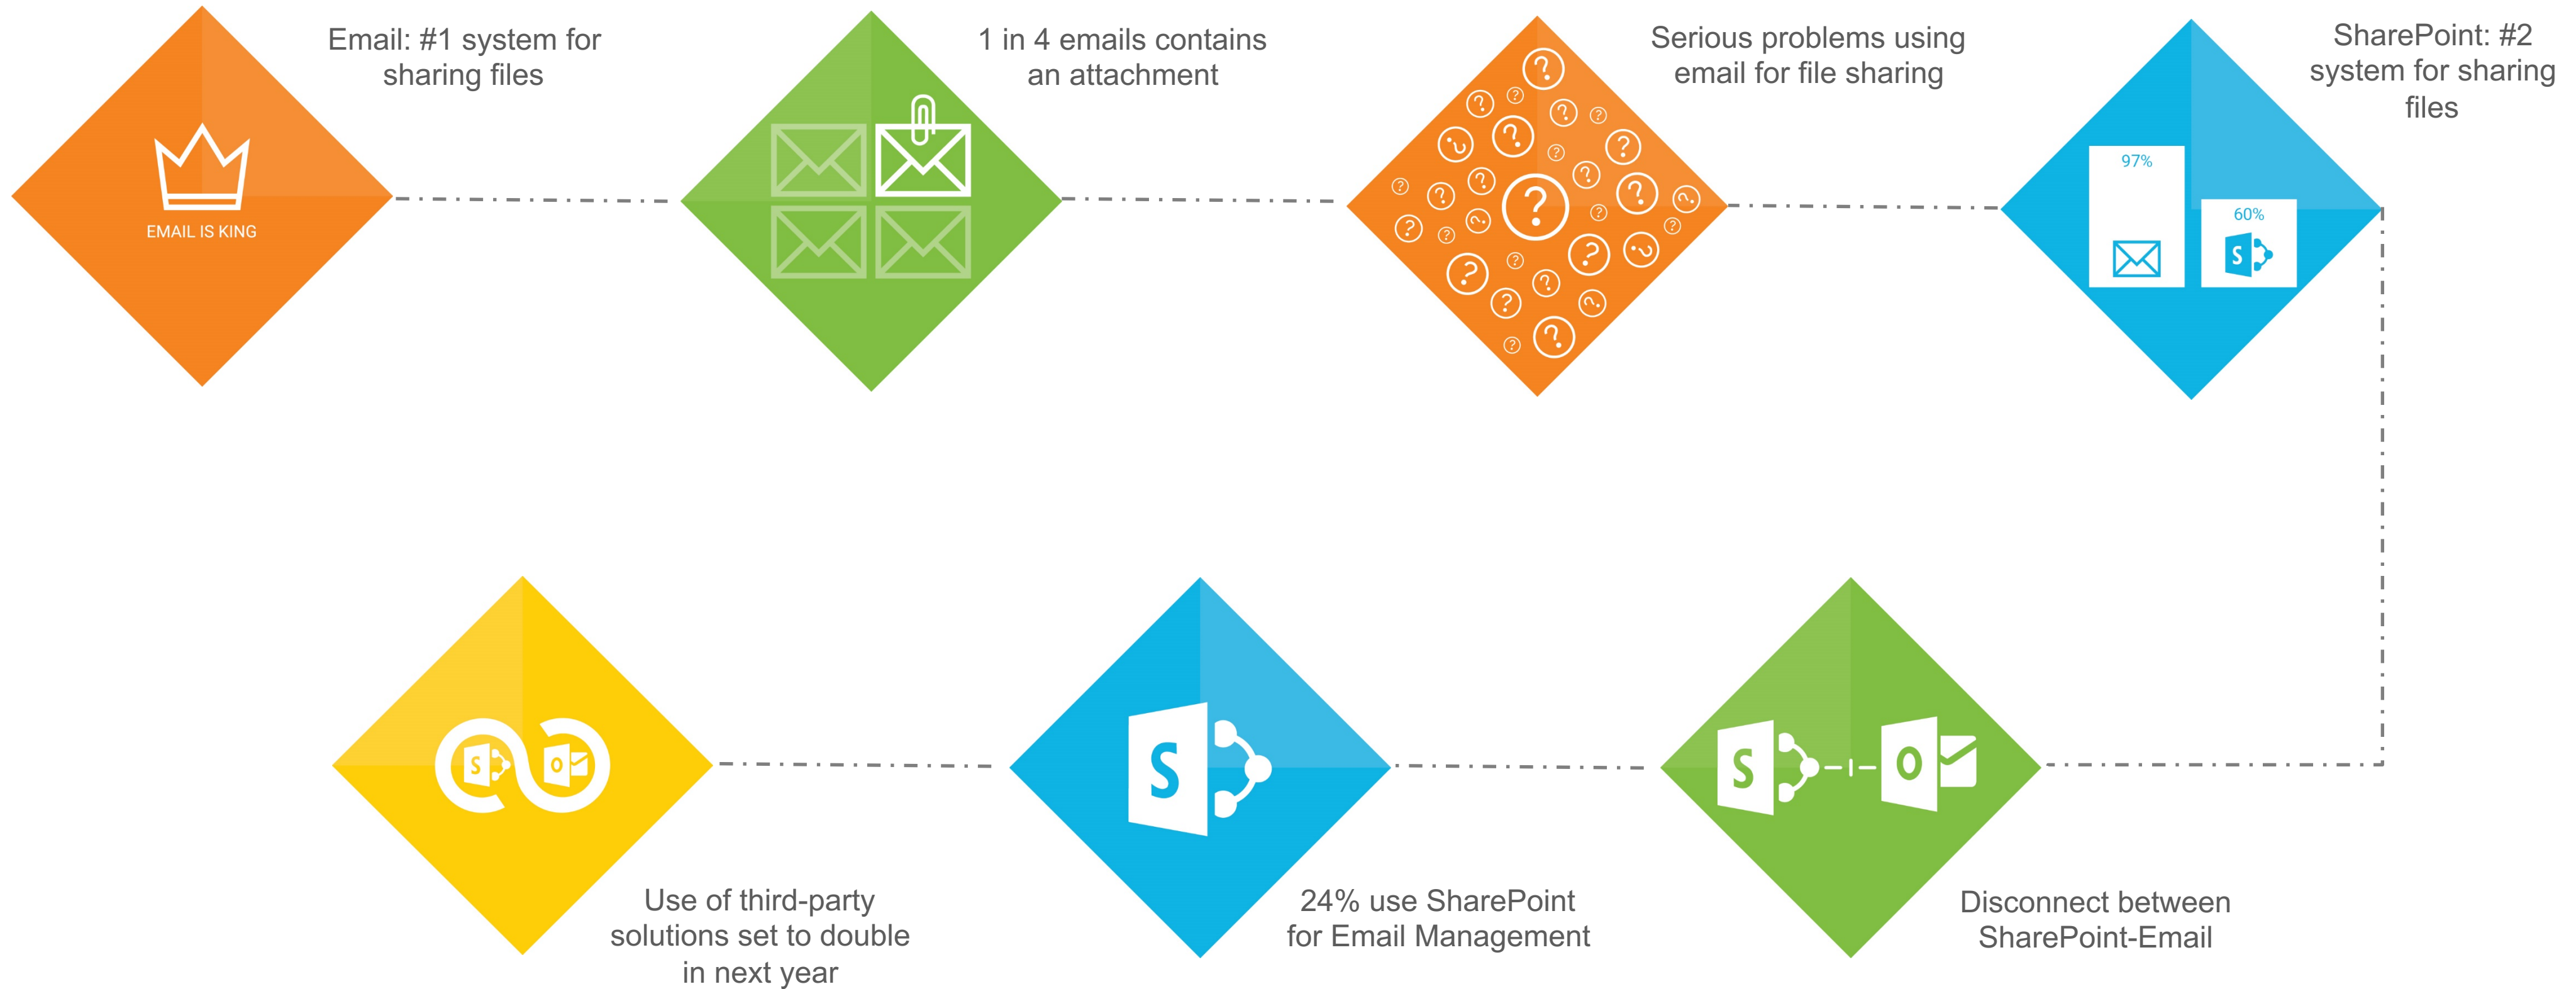 Email: #1 system for
sharing files
EMAIL IS KING
1 in 4 emails contains
an attachment
Serious problems using
email for file sharing
? ? ? ? ? ? ? ? ? ? ? ? ? ? ? ? ? ? ? ? ? ? ? ? ? ? ? ? ? ? ?
SharePoint: #2
system for sharing
files
97%
60%
S
S
O
Disconnect between
SharePoint-Email
S
24% use SharePoint
for Email Management
S
O
Use of third-party
solutions set to double
in next year